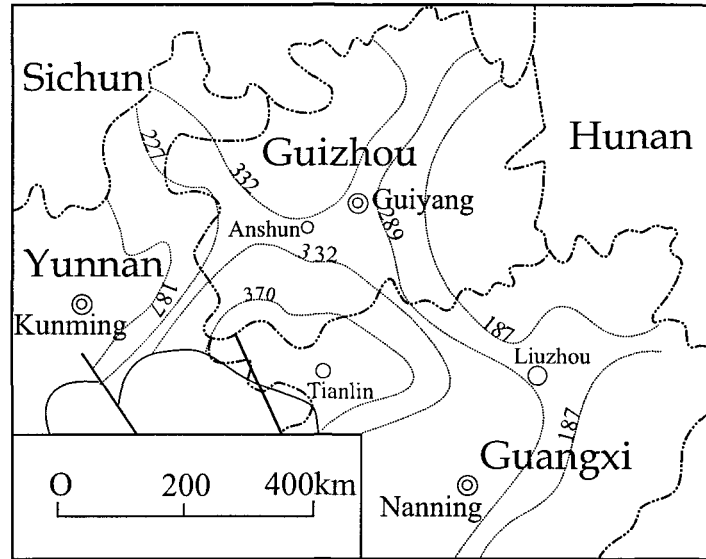 Sichun
Hunan
227
Guizhou
332
Guiyang
Anshun
289
332
Yunnan
187
370
Kunming
187
Liuzhou
Tianlin
187
Guangxi
O 200 400km
Nanning